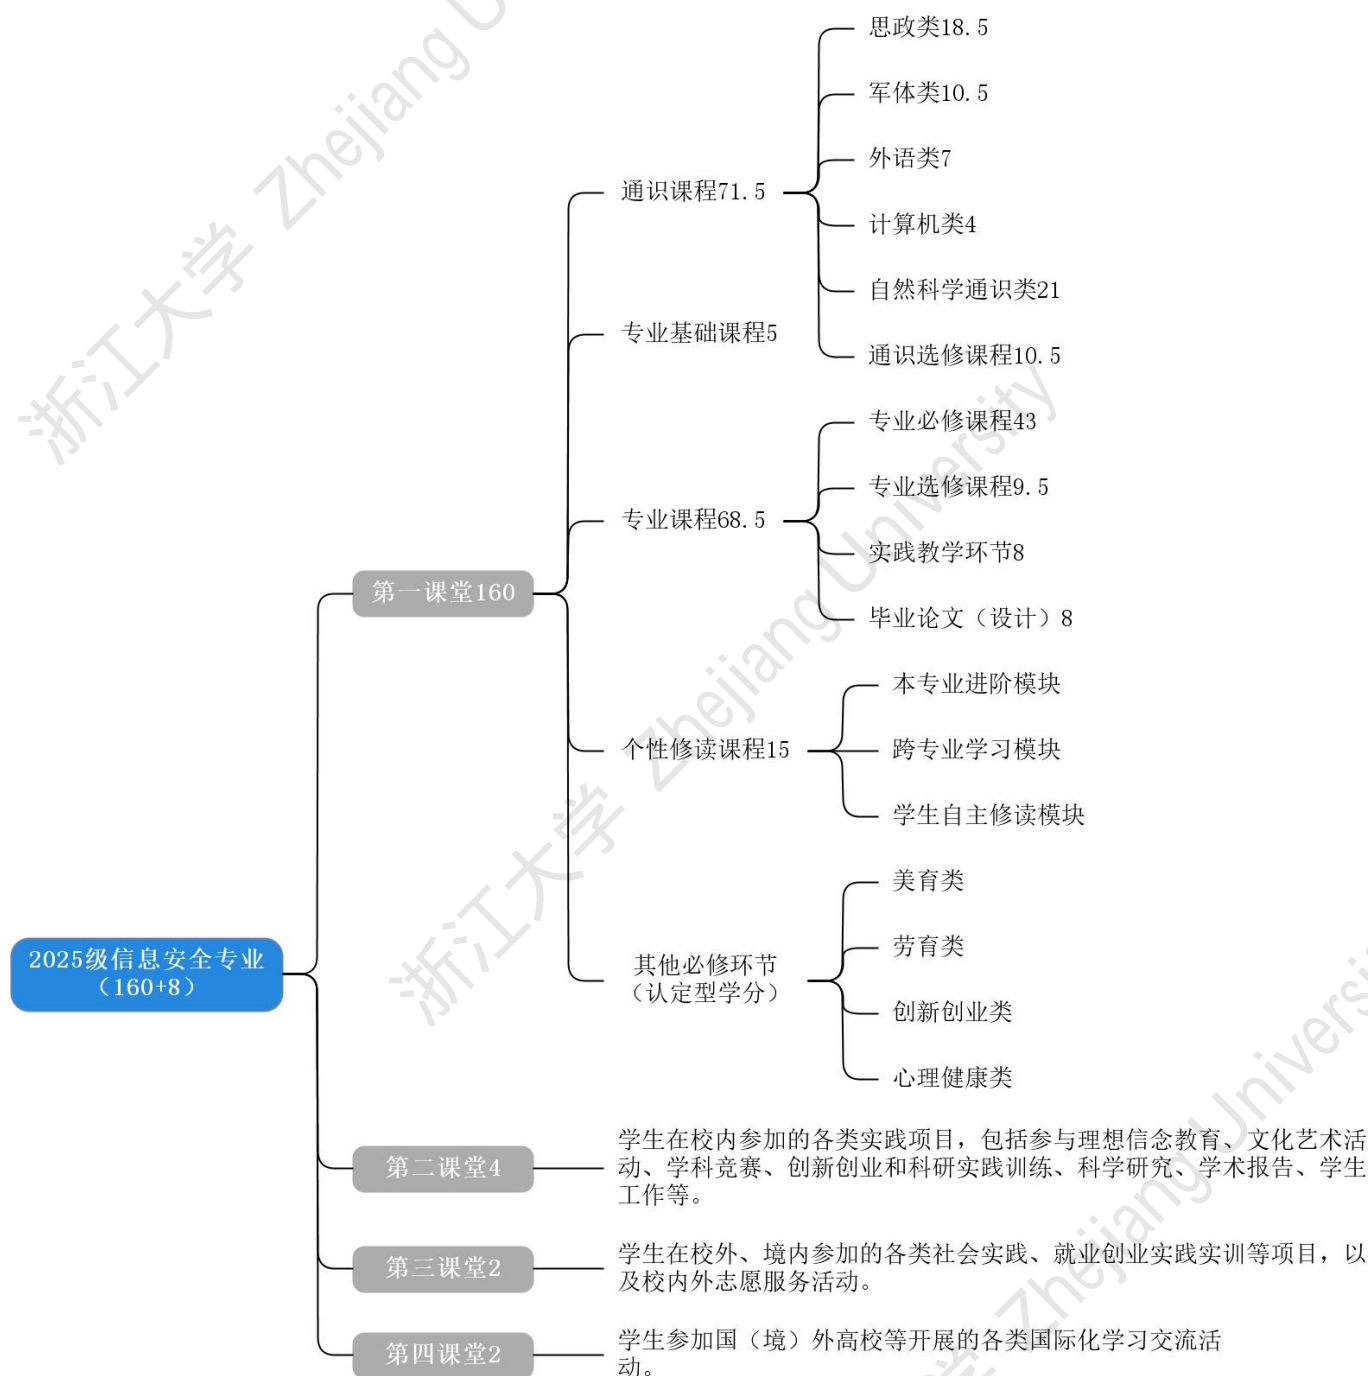 思政类18.5
军体类10.5
外语类7
通识课程71.5
计算机类4
自然科学通识类21
专业基础课程5
通识选修课程10.5
专业必修课程43
专业选修课程9.5
专业课程68.5
实践教学环节8
第一课堂160
毕业论文（设计）8
本专业进阶模块
个性修读课程15
跨专业学习模块
学生自主修读模块
美育类
劳育类
2025级信息安全专业
（160+8）
其他必修环节
（认定型学分）
创新创业类
心理健康类
第二课堂4
学生在校内参加的各类实践项目，包括参与理想信念教育、文化艺术活
动、学科竞赛、创新创业和科研实践训练、科学研究、学术报告、学生
工作等。
第三课堂2
学生在校外、境内参加的各类社会实践、就业创业实践实训等项目，以
及校内外志愿服务活动。
第四课堂2
学生参加国（境）外高校等开展的各类国际化学习交流活
动。
浙江大学 Zhejiang U
浙江大学 Zhejiang University
学 Zhejiang Universi